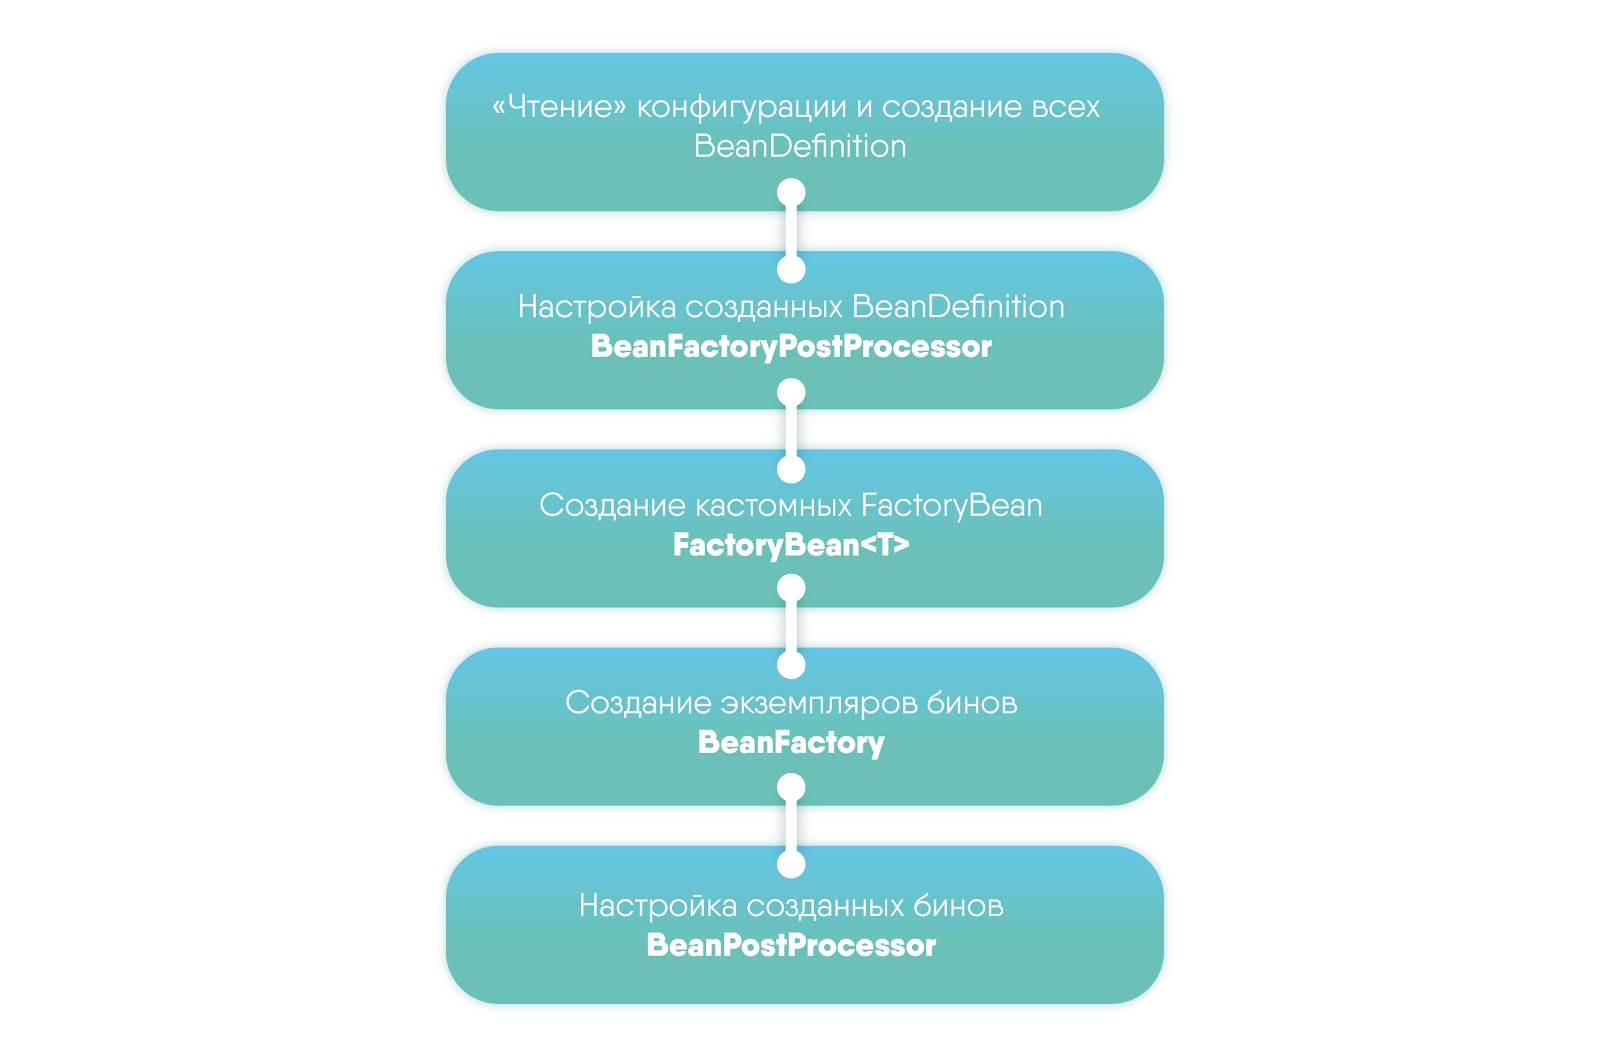 «Чтение» конфигурации и создание всех
BeanDefinition
Настройка созданных BeanDefinition
BeanFactoryPostProcessor
Создание кастомных FactoryBean
FactoryBean<T>
Создание экземпляров бинов
BeanFactory
Настройка созданных бинов
BeanPostProcessor